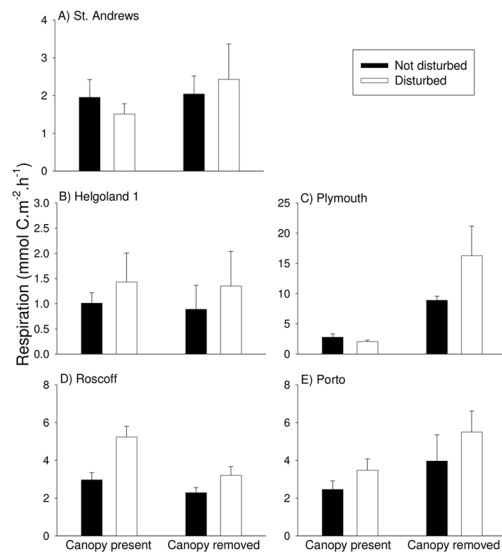 A) St. Andrews
4
3
2
1
0
Not disturbed
Disturbed
Respiration (mmol C.m-2.h-1)
B) Helgoland 1
3.0
2.5
2.0
1.5
1.0
0.5
0.0
C) Plymouth
25
20
15
10
5
0
D) Roscoff
8
6
4
2
0
Canopy present Canopy removed
E) Porto
8
6
4
2
0
Canopy present Canopy removed